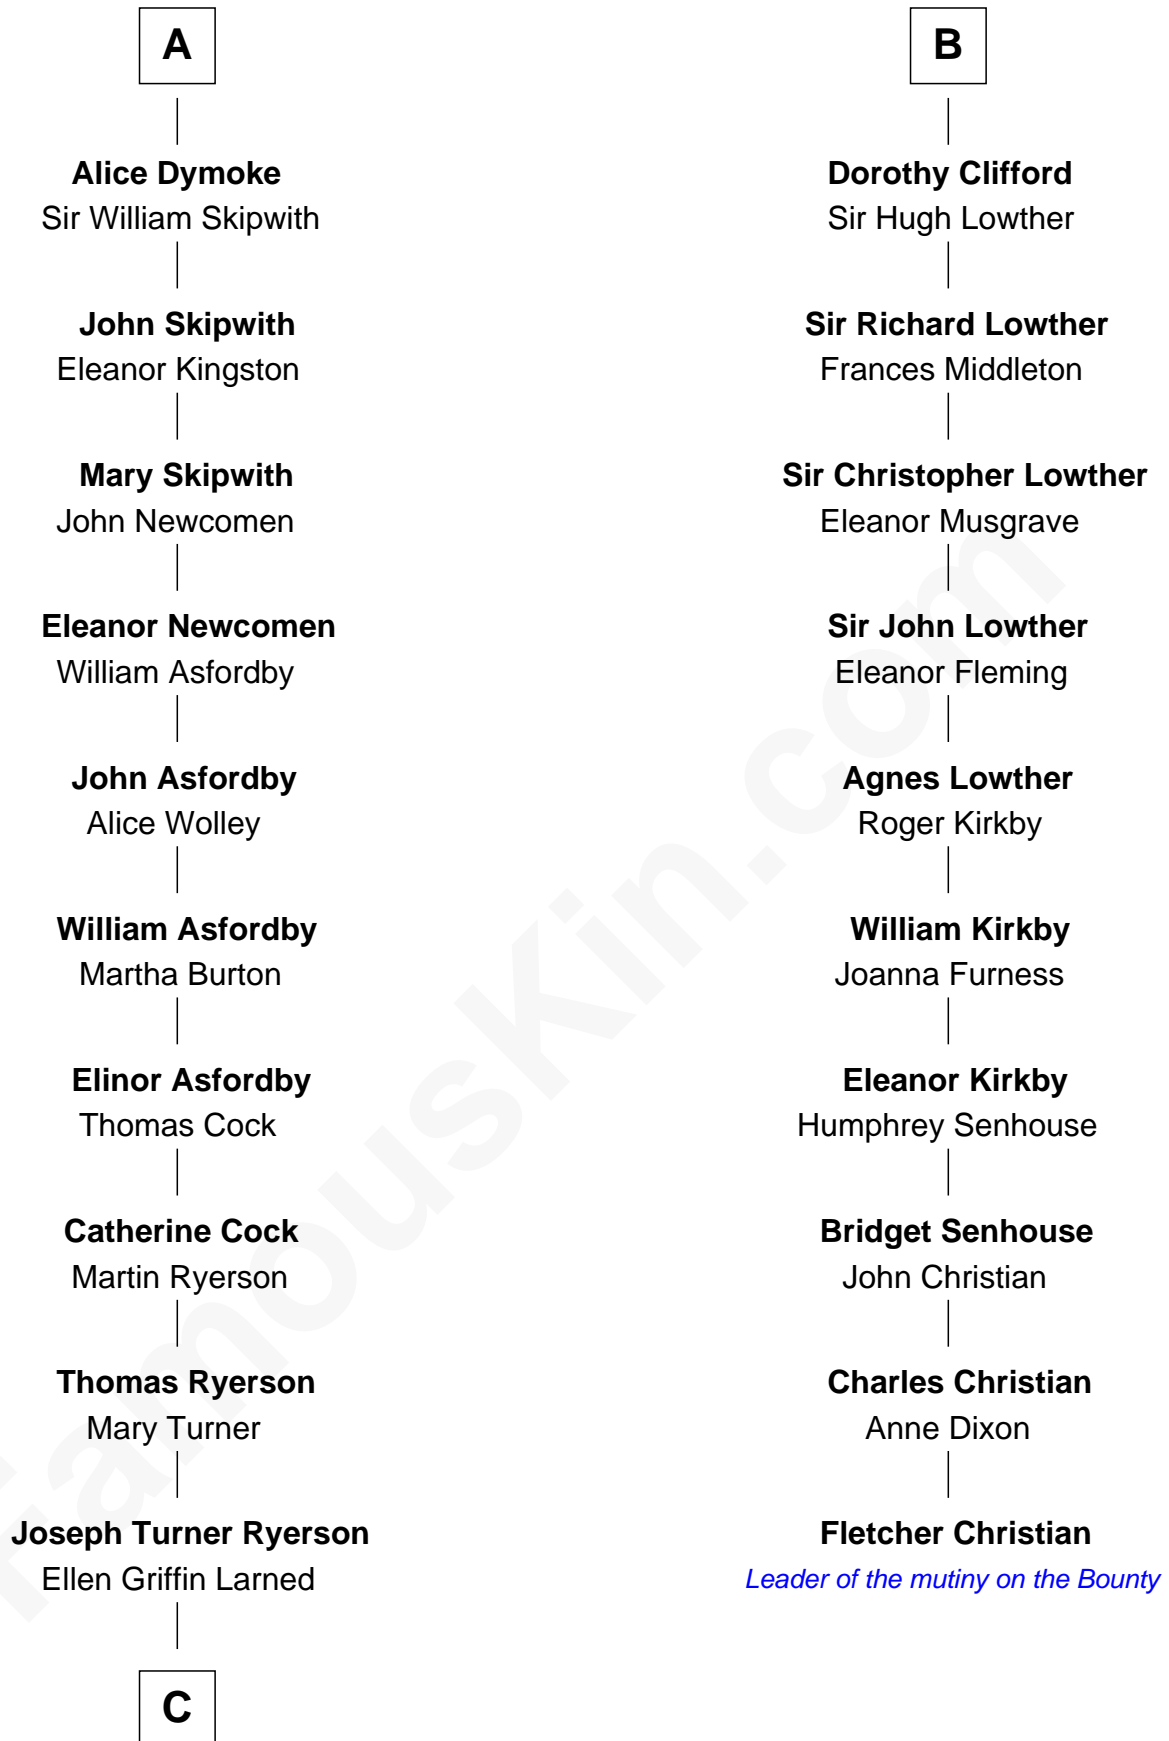 A
Alice Dymoke
Sir William Skipwith
John Skipwith
Eleanor Kingston
Mary Skipwith
John Newcomen
Eleanor Newcomen
William Asfordby
John Asfordby
Alice Wolley
William Asfordby
Martha Burton
Elinor Asfordby
Thomas Cock
Catherine Cock
Martin Ryerson
Thomas Ryerson
Mary Turner
Joseph Turner Ryerson
Ellen Griffin Larned
C
B
Dorothy Clifford
Sir Hugh Lowther
Sir Richard Lowther
Frances Middleton
Sir Christopher Lowther
Eleanor Musgrave
Sir John Lowther
Eleanor Fleming
Agnes Lowther
Roger Kirkby
William Kirkby
Joanna Furness
Eleanor Kirkby
Humphrey Senhouse
Bridget Senhouse
John Christian
Charles Christian
Anne Dixon
Fletcher Christian
Leader of the mutiny on the Bounty
FamousKin.com